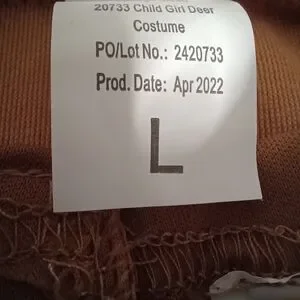 20733 Child Girl Deer
Costume
PO/Lot No.: 2420733
Prod. Date: Apr 2022
L